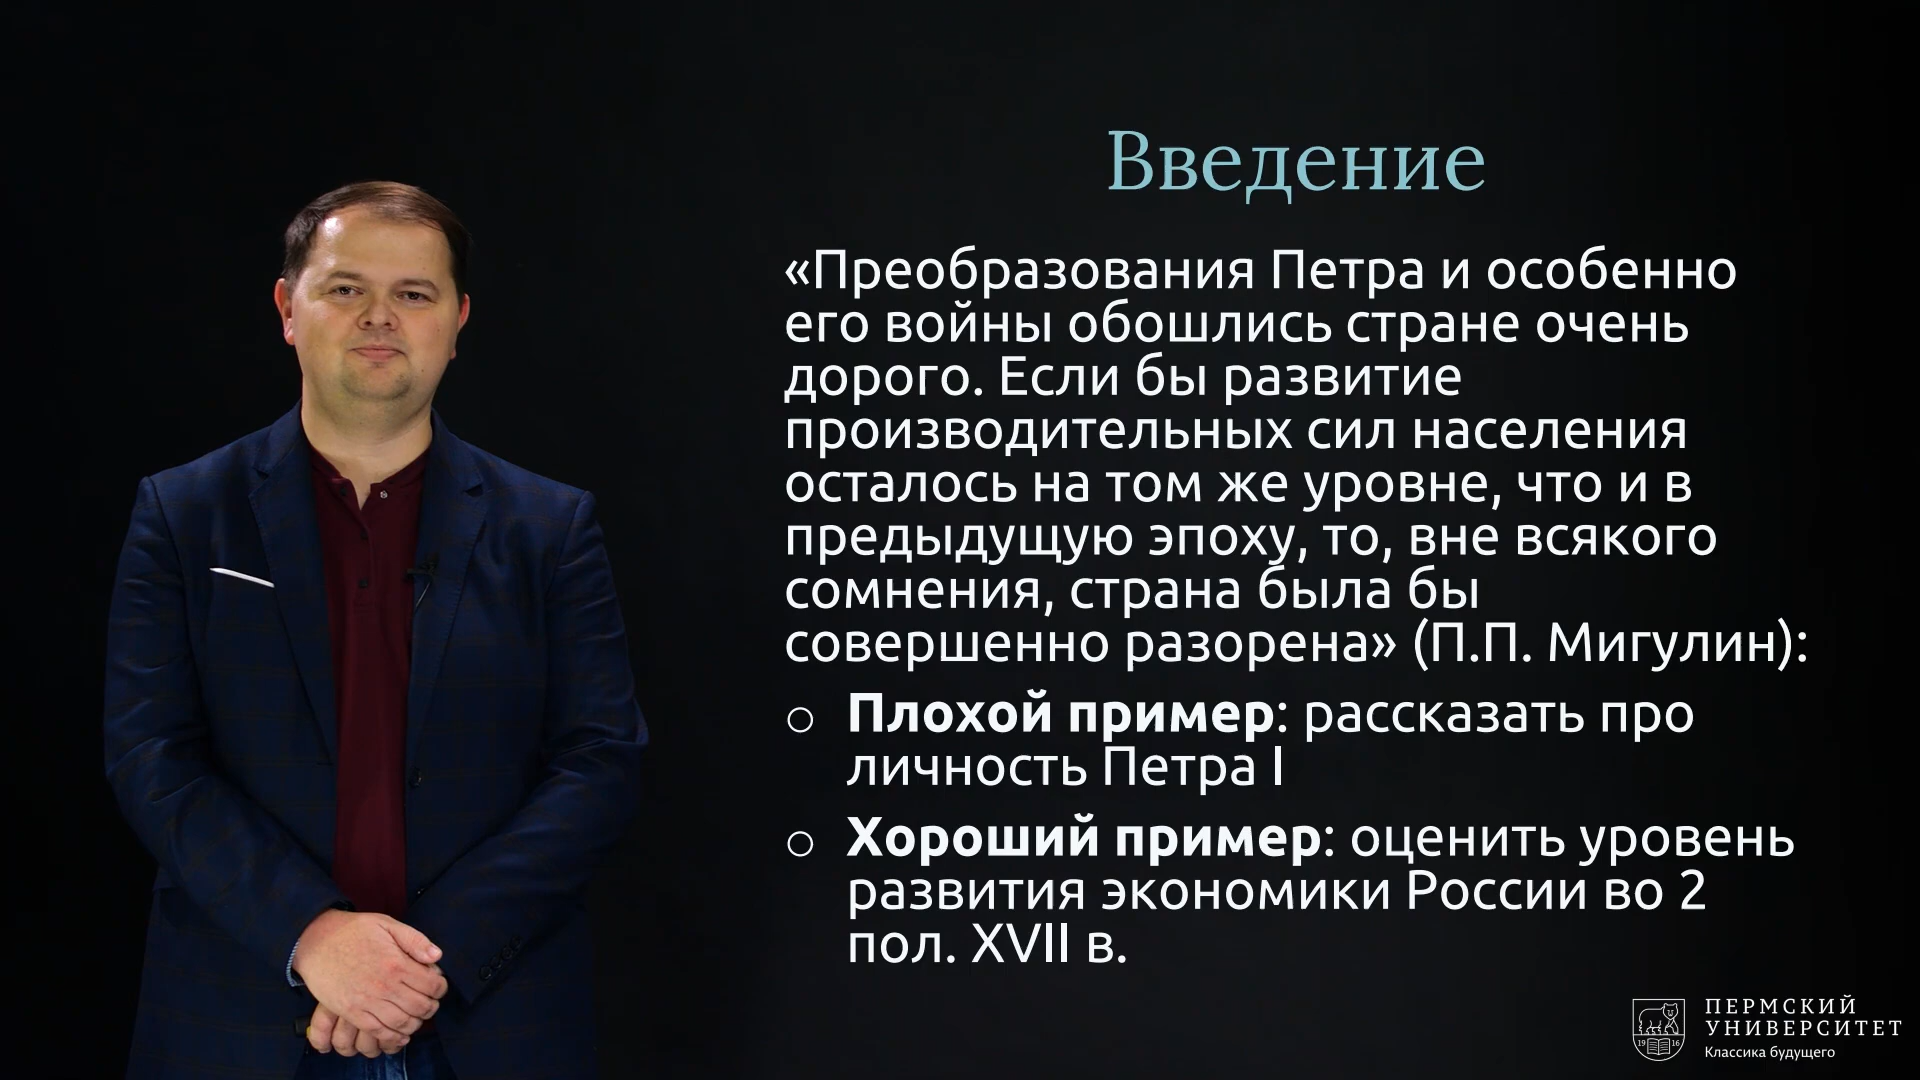 Введение
«Преобразования Петра и особенно
его войны обошлись стране очень
дорого. Если бы развитие
производительных сил населения
осталось на том же уровне, что и в
предыдущую эпоху, то, вне всякого
сомнения, страна была бы
совершенно разорена» (П.П. Мигулин):
o Плохой пример: рассказать про
личность Петра I
o Хороший пример: оценить уровень
развития экономики России во 2
пол. XVII в.
ПЕРМСКИЙ
УНИВЕРСИТЕТ
19 16
Классика будущего